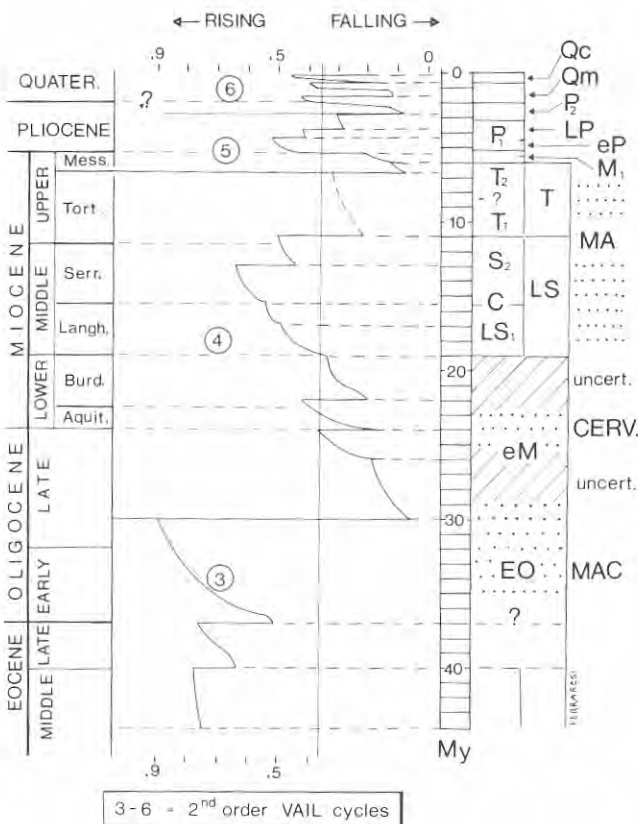 ← RISING FALLING →
.9 .5 0
QUATER. 6 0 Qc
.? Qm
P2
PLIOCENE P1 LP
5 eP
MIOCENE UPPER Mess. M1
T2
Tort. - ? T
T1 10
MA
MIDDLE Serr. S2
C LS
Langh. 4 LS1
LOWER Burd. 20 uncert.
Aquit. CERV.
OLIGOCENE LATE eM
uncert.
30
EARLY 3 EO MAC
?
EOCENE LATE
40
MIDDLE FERRARESI
My
.9 .5
3-6 = 2nd order VAIL cycles